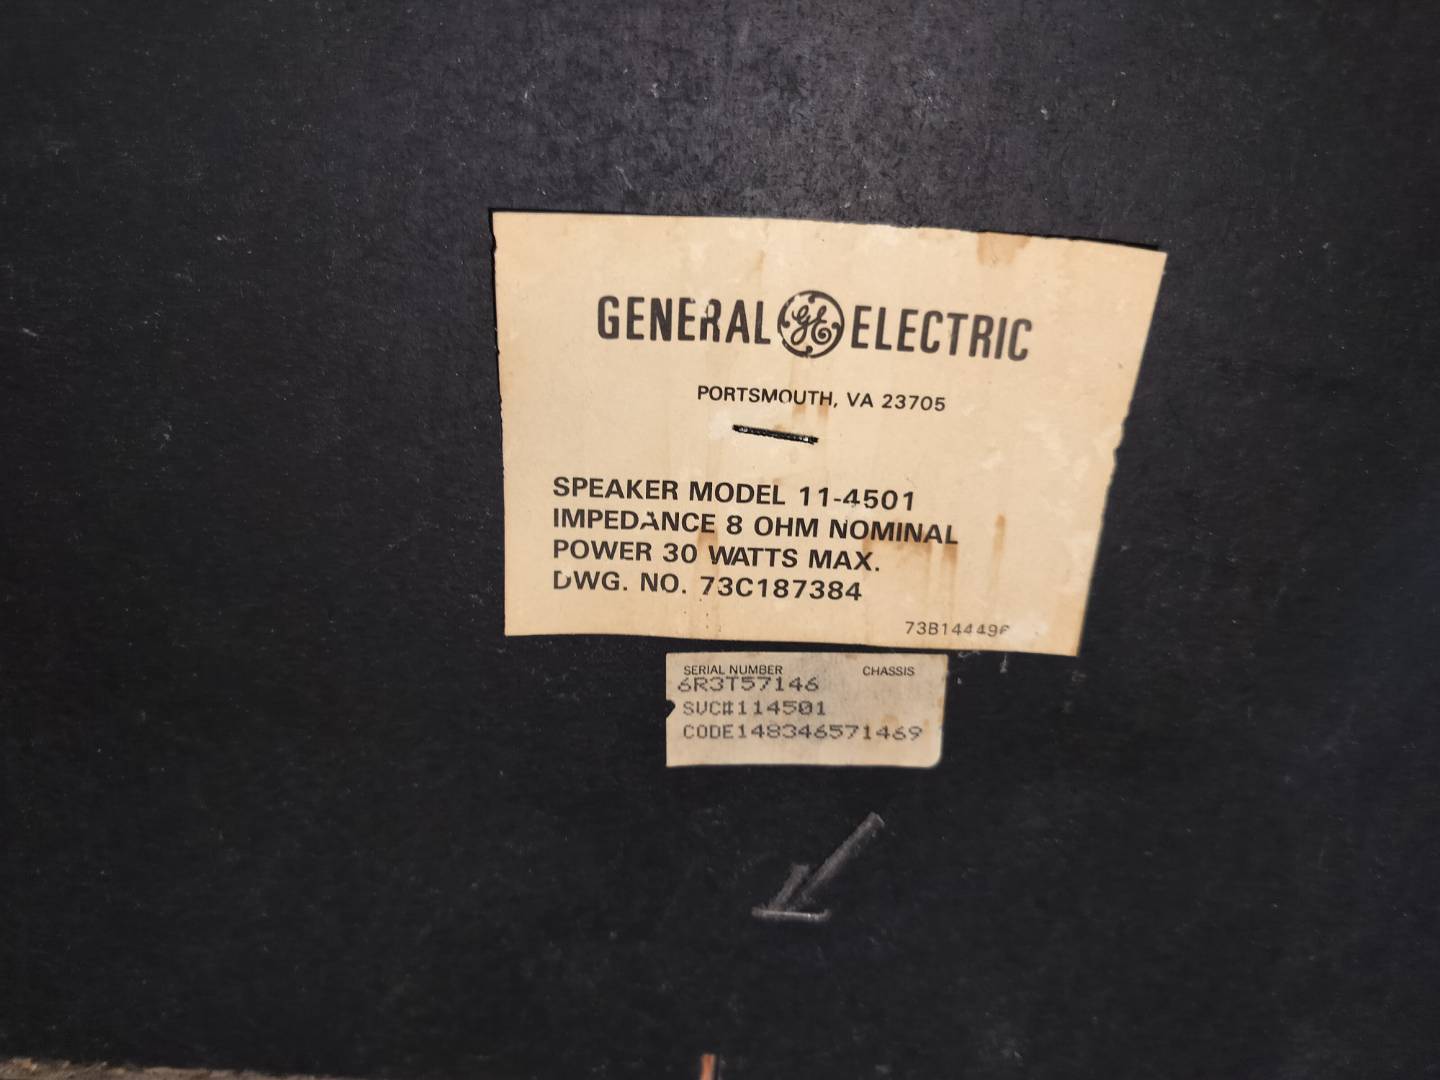 GENERAL GE ELECTRIC
PORTSMOUTH, VA 23705
SPEAKER MODEL 11-4501
IMPEDANCE 8 OHM NOMINAL
POWER 30 WATTS MAX.
DWG. NO. 73C187384
SERIAL NUMBER CHASSIS
6R3T57146
SVC#114501
CODE148346571469